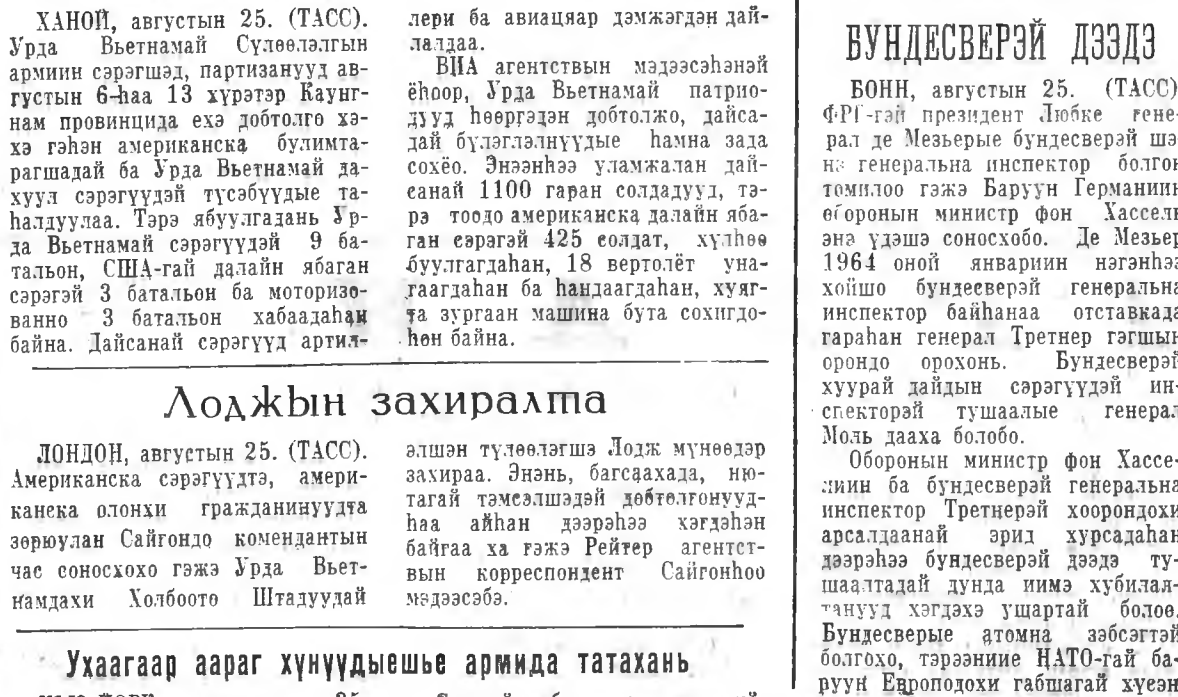 ХАНОЙ, августын 25. (ТАСС).
Урда Вьетнамай Сүлөөлэлгын
армиин сэрэгшэд, партизанууд ав-
густын 6-һаа 13 хүрэтэр Каунг-
нам провинцида ехэ добтолго хэ-
хэ гэһэн американска булимта-
рагшадай ба Урда Вьетнамай да-
хуул сэрэгүүдэй түсэбүүдые та-
һалдуулаа. Тэрэ ябуулгадань Ур-
да Вьетнамай сэрэгүүдэй 9 ба-
тальон, США-гай далайн ябаган
сэрэгэй 3 батальон ба моторизо-
ванно 3 батальон хабаадаһан
байна. Дайсанай сэрэгүүд артил-
лери ба авиацяар дэмжэгдэн дай-
лалдаа.
ВИА агентствын мэдээсэһэнэй
ёһоор, Урда Вьетнамай патрио-
дууд һөөргэдэн добтолжо, дайса-
дай бүлэглэлнүүдые һамна зада
сохёо. Энээнһээ уламжалан дай-
санай 1100 гаран солдадууд, тэ-
рэ тоодо американска далайн яба-
ган сэрэгэй 425 солдат, хүлһөө
буулгагдаһан, 18 вертолёт уна-
гаагдаһан ба һандаагдаһан, хуяг-
та зургаан машина бута сохигдо-
һөн байна.
Лоджын захиралта
ЛОНДОН, августын 25. (ТАСС).
Американска сэрэгүүдтэ, амери-
канска олонхи гражданинуудта
зорюулан Сайгондо комендантын
час соносхохо гэжэ Урда Вьет-
намдахи Холбоото Штадуудай
элшэн түлөөлэгшэ Лодж мүнөөдэр
захираа. Энэнь, багсаахада, ню-
тагай тэмсэлшэдэй добтолгонууд-
һаа айһан дээрэһээ хэгдэһэн
байгаа ха гэжэ Рейтер агентст-
вын корреспондент Сайгонһоо
мэдээсэбэ.
Ухаагаар аараг хүнүүдыешье армида татахань
БУНДЕСВЕРЭЙ ДЭЭДЭ
БОНН, августын 25. (ТАСС)
ФРГ-гэй президент Любке гене-
рал де Мезьерые бундесверэй шэ-
нэ генеральна инспектор болгон
томилоо гэжэ Баруун Германиин
оборонын министр фон Хассель
энэ үдэшэ соносхобо. Де Мезьер
1964 оной январиин нэгэнһээ
хойшо бундесверэй генеральна
инспектор байһанаа отставкада
гараһан генерал Третнер гэгшын
орондо орохонь. Бундесверэй
хуурай дайдын сэрэгүүдэй ин-
спекторэй тушаалые генерал
Моль дааха болобо.
Оборонын министр фон Хассе-
лиин ба бундесверэй генеральна
инспектор Третнерэй хоорондохи
арсалдаанай эрид хурсадаһан
дээрэһээ бундесверэй дээдэ ту-
шаалтадай дунда иимэ хубилал-
танууд хэгдэхэ ушартай болоо.
Бундесверые атомна зэбсэгтэй
болгохо, тэрээниие НАТО-гай ба-
руун Европодохи габшагай хүсэн